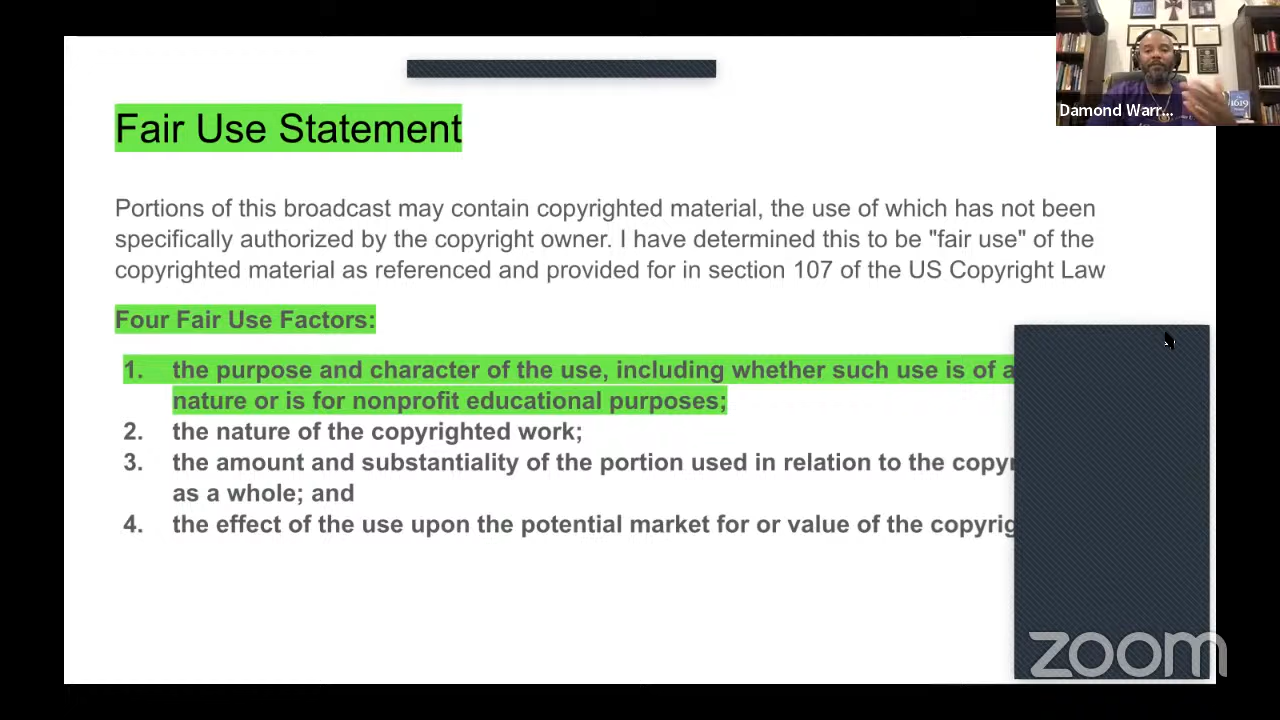 Fair Use Statement
Portions of this broadcast may contain copyrighted material, the use of which has not been
specifically authorized by the copyright owner. I have determined this to be "fair use" of the
copyrighted material as referenced and provided for in section 107 of the US Copyright Law
Four Fair Use Factors:
1. the purpose and character of the use, including whether such use is of a
nature or is for nonprofit educational purposes;
2. the nature of the copyrighted work;
3. the amount and substantiality of the portion used in relation to the copyr
as a whole; and
4. the effect of the use upon the potential market for or value of the copyrig
Damond Warr...
1619
zoom